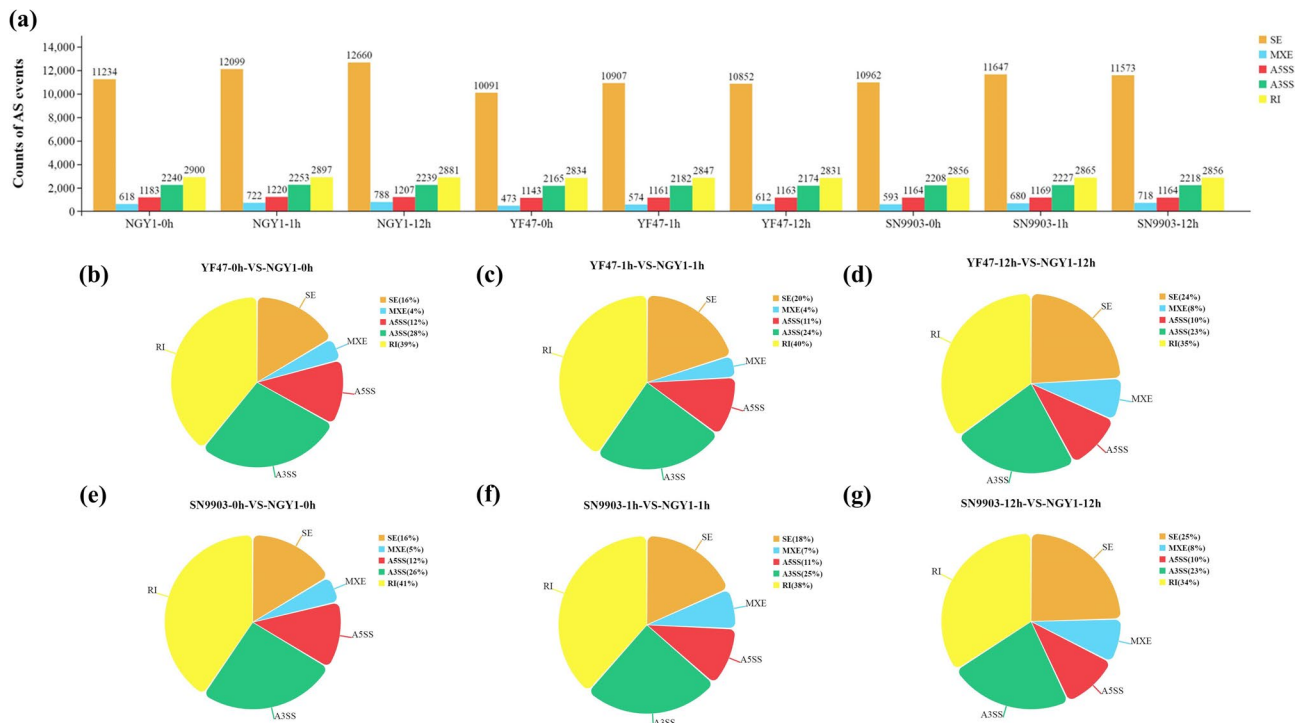 (a)
Counts of AS events
14,000
12,000
10,000
8,000
6,000
4,000
2,000
0
11234 618 1183 2240 2900
12099 722 1220 2253 2897
12660 788 1207 2239 2881
10091 473 1143 2165 2834
10907 574 1161 2182 2847
10852 612 1163 2174 2831
10962 593 1164 2208 2856
11647 680 1169 2227 2865
11573 718 1164 2218 2856
NGY1-0h NGY1-1h NGY1-12h YF47-0h YF47-1h YF47-12h SN9903-0h SN9903-1h SN9903-12h
SE
MXE
A5SS
A3SS
RI
(b)
YF47-0h-VS-NGY1-0h
SE
MXE
A5SS
A3SS
RI
SE(16%)
MXE(4%)
A5SS(12%)
A3SS(28%)
RI(39%)
(c)
YF47-1h-VS-NGY1-1h
SE
MXE
A5SS
A3SS
RI
SE(20%)
MXE(4%)
A5SS(11%)
A3SS(24%)
RI(40%)
(d)
YF47-12h-VS-NGY1-12h
SE
MXE
A5SS
A3SS
RI
SE(24%)
MXE(8%)
A5SS(10%)
A3SS(23%)
RI(35%)
(e)
SN9903-0h-VS-NGY1-0h
SE
MXE
A5SS
A3SS
RI
SE(16%)
MXE(5%)
A5SS(12%)
A3SS(26%)
RI(41%)
(f)
SN9903-1h-VS-NGY1-1h
SE
MXE
A5SS
A3SS
RI
SE(18%)
MXE(7%)
A5SS(11%)
A3SS(25%)
RI(38%)
(g)
SN9903-12h-VS-NGY1-12h
SE
MXE
A5SS
A3SS
RI
SE(25%)
MXE(8%)
A5SS(10%)
A3SS(23%)
RI(34%)